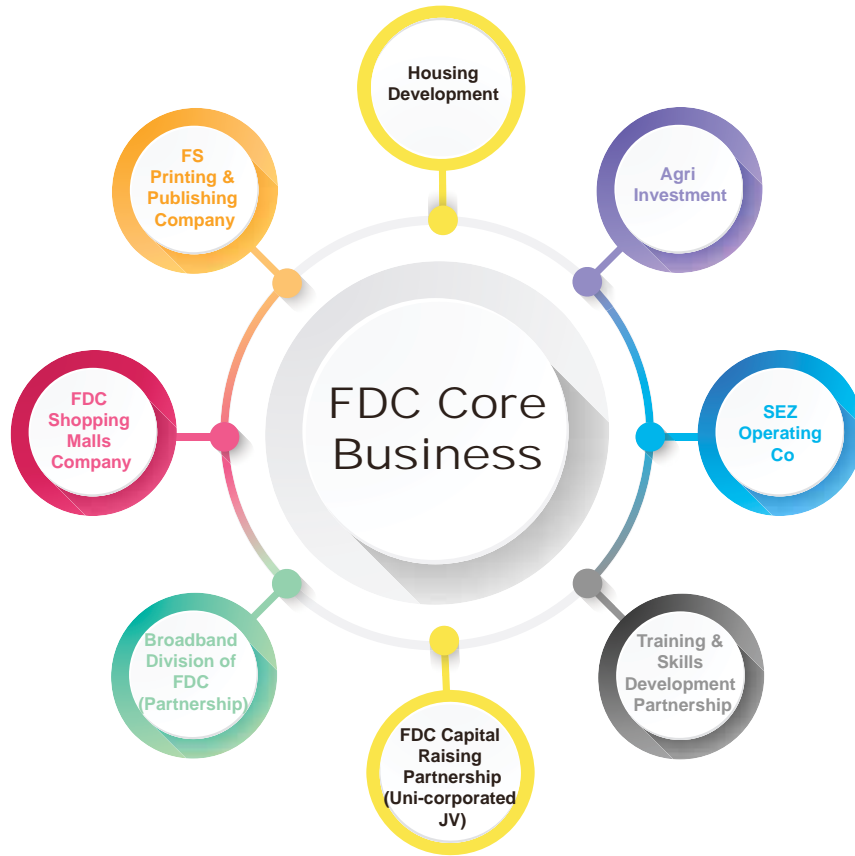 Housing
Development
FS
Printing &
Publishing
Company
Agri
Investment
FDC
Shopping
Malls
Company
FDC Core
Business
SEZ
Operating
Co
Broadband
Division of
FDC
(Partnership)
Training &
Skills
Development
Partnership
FDC Capital
Raising
Partnership
(Uni-corporated
JV)